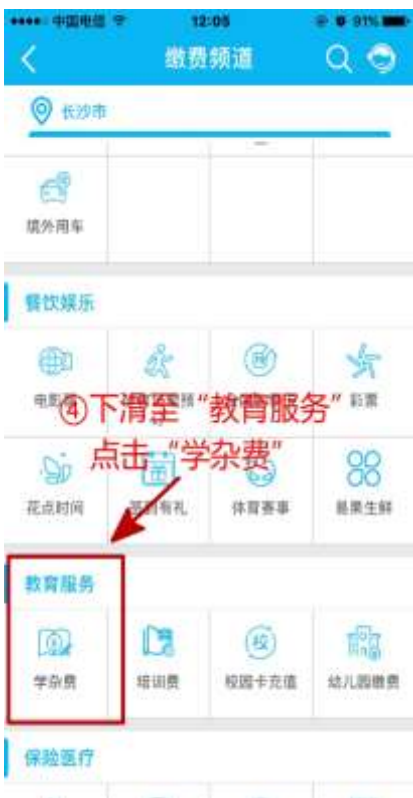 中国电信 12:05 91%
缴费频道
长沙市
境外用车
餐饮娱乐
④下滑至“教育服务”
彩票
点击“学杂费”
花点时间 体育赛事 易果生鲜
教育服务
学杂费 培训费 校园卡充值 幼儿园缴费
保险医疗